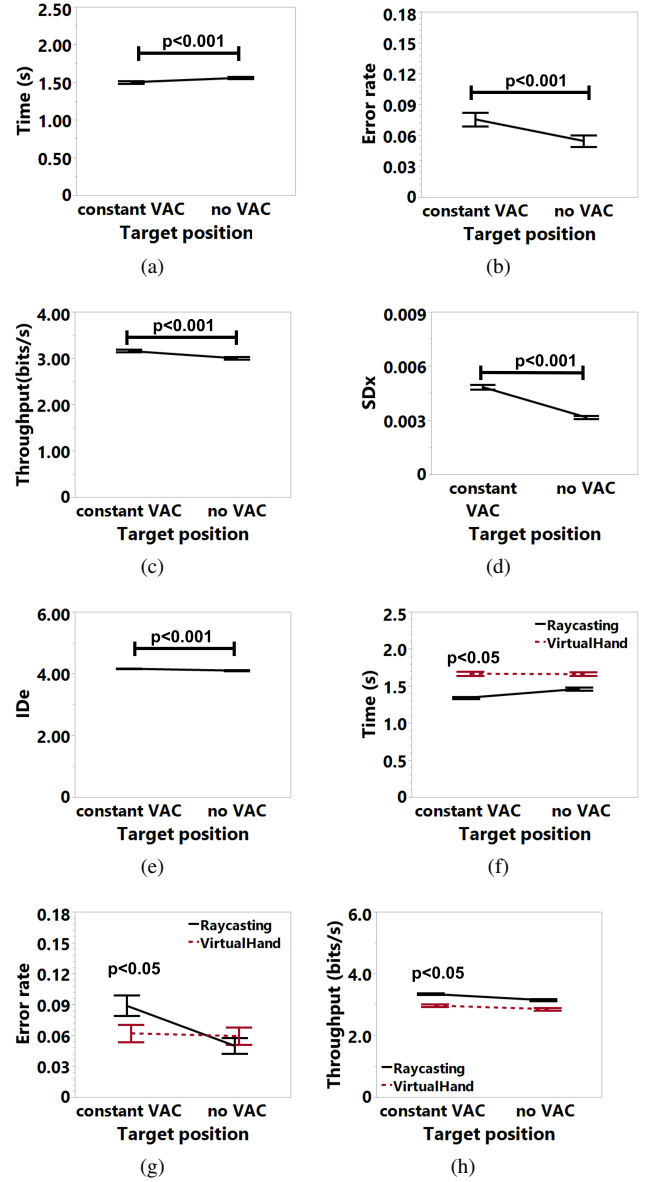 2.50
2.00
1.50
1.00
0.50
0
Time (s)
p<0.001
constant VAC
no VAC
Target position
(a)
0.18
0.15
0.12
0.09
0.06
0.03
0
Error rate
p<0.001
constant VAC
no VAC
Target position
(b)
4.00
3.00
2.00
1.00
0
Throughput(bits/s)
p<0.001
constant VAC
no VAC
Target position
(c)
0.009
0.006
0.003
0
SDx
p<0.001
constant
VAC
no VAC
Target position
(d)
6.00
4.00
2.00
0
IDe
p<0.001
constant VAC
no VAC
Target position
(e)
2.5
2.0
1.5
1.0
0.5
0
Time (s)
Raycasting
VirtualHand
p<0.05
constant VAC
no VAC
Target position
(f)
0.18
0.15
0.12
0.09
0.06
0.03
0
Error rate
Raycasting
VirtualHand
p<0.05
constant VAC
no VAC
Target position
(g)
6.0
4.0
2.0
0
Throughput (bits/s)
p<0.05
Raycasting
VirtualHand
constant VAC
no VAC
Target position
(h)